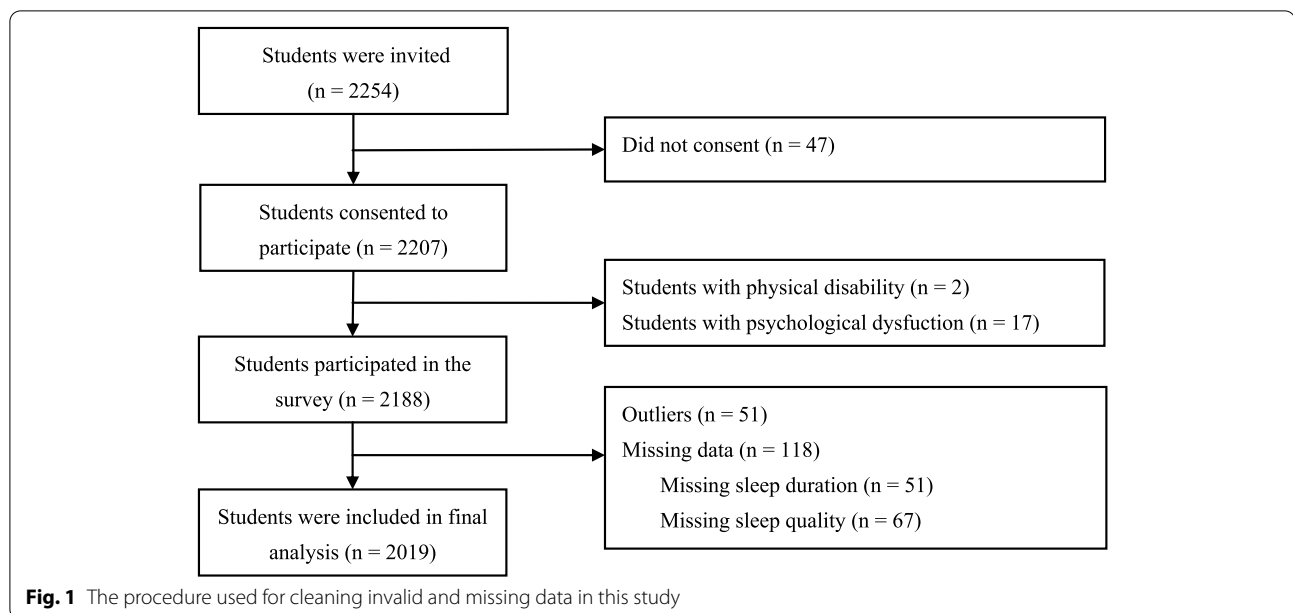 Students were invited
(n = 2254)
Did not consent (n = 47)
Students consented to
participate (n = 2207)
Students with physical disability (n = 2)
Students with psychological dysfuction (n = 17)
Students participated in the
survey (n = 2188)
Outliers (n = 51)
Missing data (n = 118)
Missing sleep duration (n = 51)
Missing sleep quality (n = 67)
Students were included in final
analysis (n = 2019)
Fig. 1 The procedure used for cleaning invalid and missing data in this study